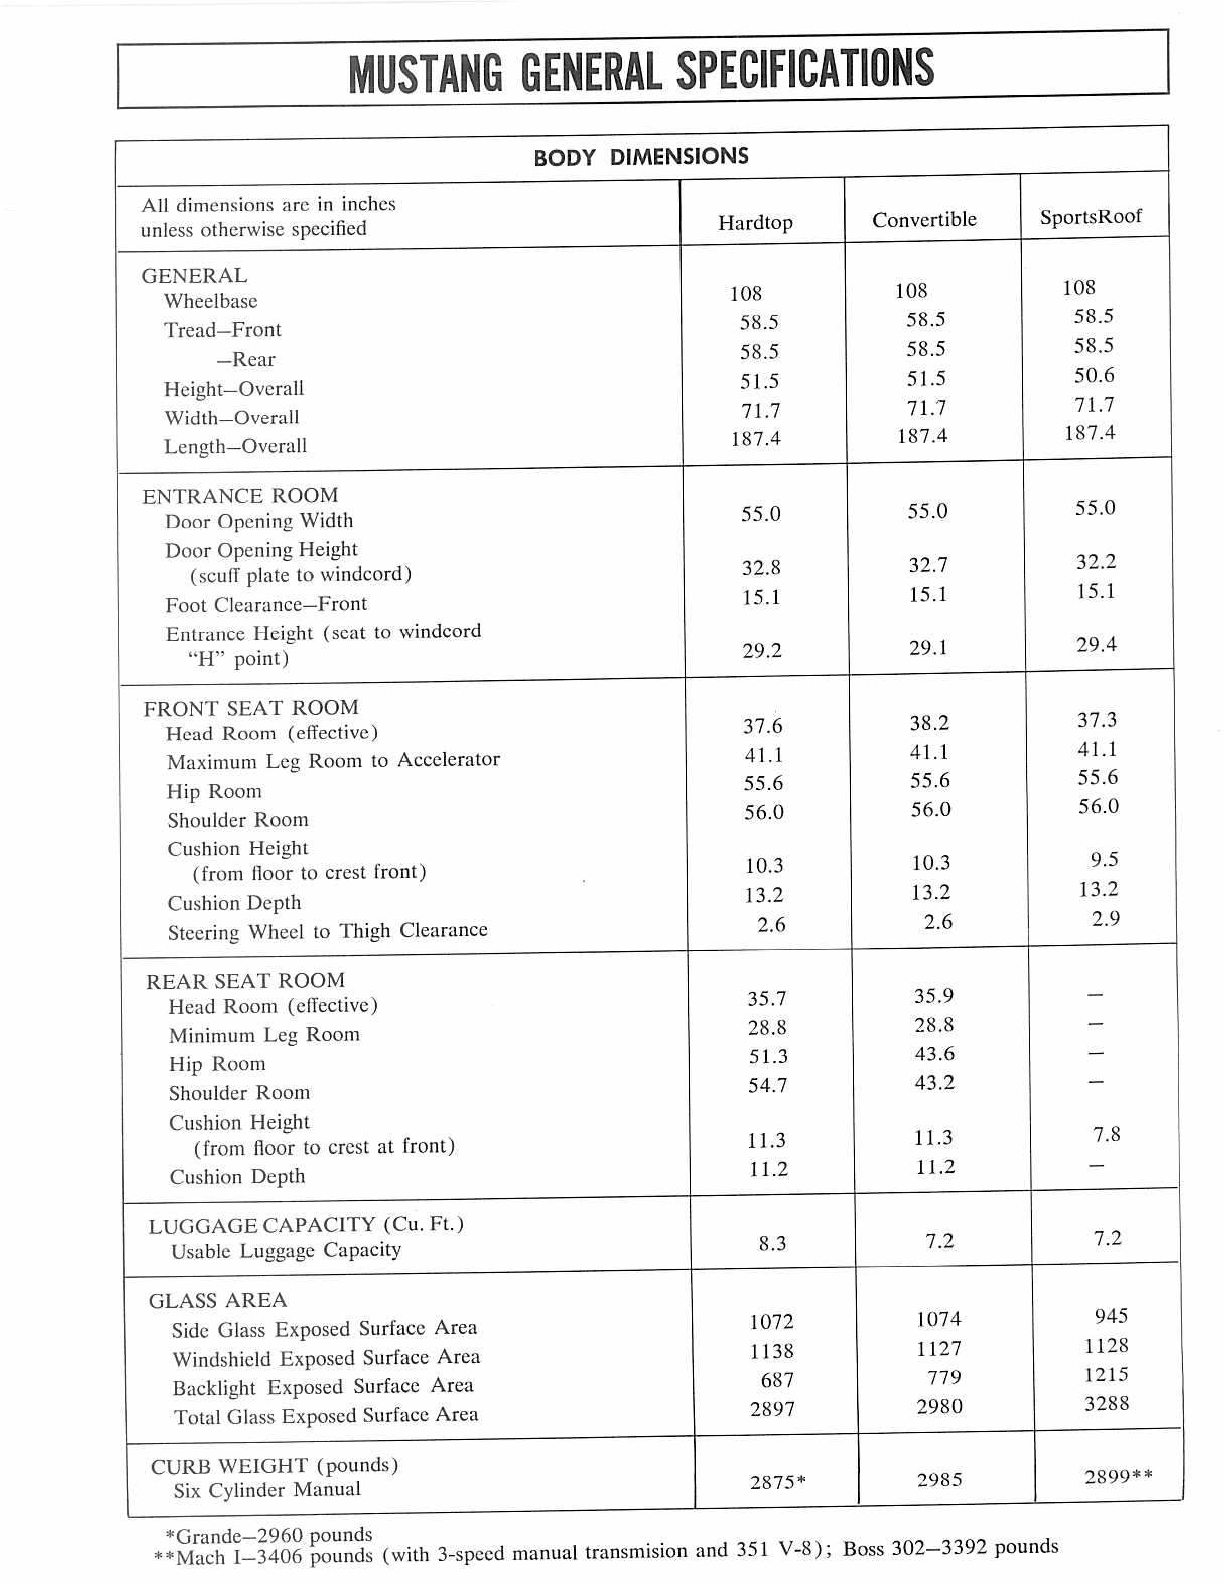 MUSTANG GENERAL SPECIFICATIONS
BODY DIMENSIONS
All dimensions are in inches
unless otherwise specified
Hardtop Convertible SportsRoof
GENERAL
Wheelbase 108 108 108
Tread—Front 58.5 58.5 58.5
—Rear 58.5 58.5 58.5
Height—Overall 51.5 51.5 50.6
Width—Overall 71.7 71.7 71.7
Length—Overall 187.4 187.4 187.4
ENTRANCE ROOM
Door Opening Width 55.0 55.0 55.0
Door Opening Height
(scuff plate to windcord) 32.8 32.7 32.2
Foot Clearance—Front 15.1 15.1 15.1
Entrance Height (seat to windcord
“H” point) 29.2 29.1 29.4
FRONT SEAT ROOM
Head Room (effective) 37.6 38.2 37.3
Maximum Leg Room to Accelerator 41.1 41.1 41.1
Hip Room 55.6 55.6 55.6
Shoulder Room 56.0 56.0 56.0
Cushion Height
(from floor to crest front) 10.3 10.3 9.5
Cushion Depth 13.2 13.2 13.2
Steering Wheel to Thigh Clearance 2.6 2.6 2.9
REAR SEAT ROOM
Head Room (effective) 35.7 35.9 —
Minimum Leg Room 28.8 28.8 —
Hip Room 51.3 43.6 —
Shoulder Room 54.7 43.2 —
Cushion Height
(from floor to crest at front) 11.3 11.3 7.8
Cushion Depth 11.2 11.2 —
LUGGAGE CAPACITY (Cu. Ft.)
Usable Luggage Capacity 8.3 7.2 7.2
GLASS AREA
Side Glass Exposed Surface Area 1072 1074 945
Windshield Exposed Surface Area 1138 1127 1128
Backlight Exposed Surface Area 687 779 1215
Total Glass Exposed Surface Area 2897 2980 3288
CURB WEIGHT (pounds)
Six Cylinder Manual 2875* 2985 2899**
*Grande—2960 pounds
**Mach I—3406 pounds (with 3-speed manual transmision and 351 V-8); Boss 302—3392 pounds